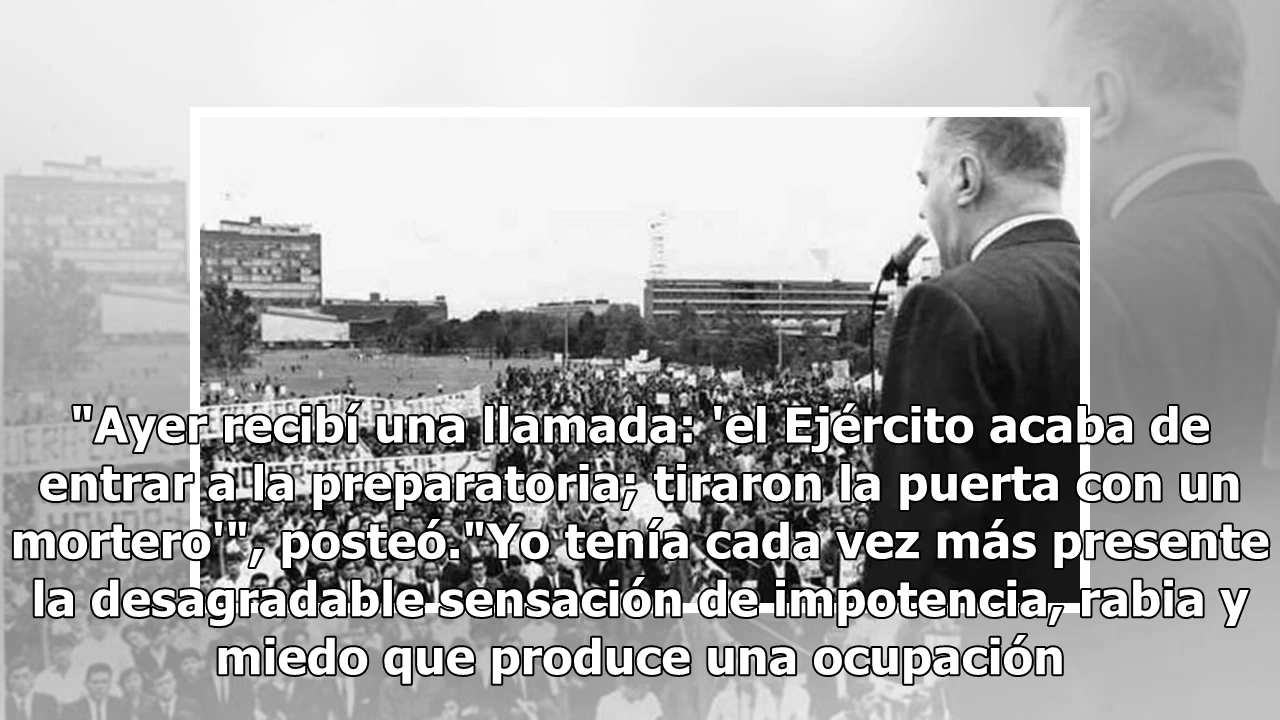 "Ayer recibí una llamada: 'el Ejército acaba de
entrar a la preparatoria; tiraron la puerta con un
mortero'", posteó."Yo tenía cada vez más presente
la desagradable sensación de impotencia, rabia y
miedo que produce una ocupación